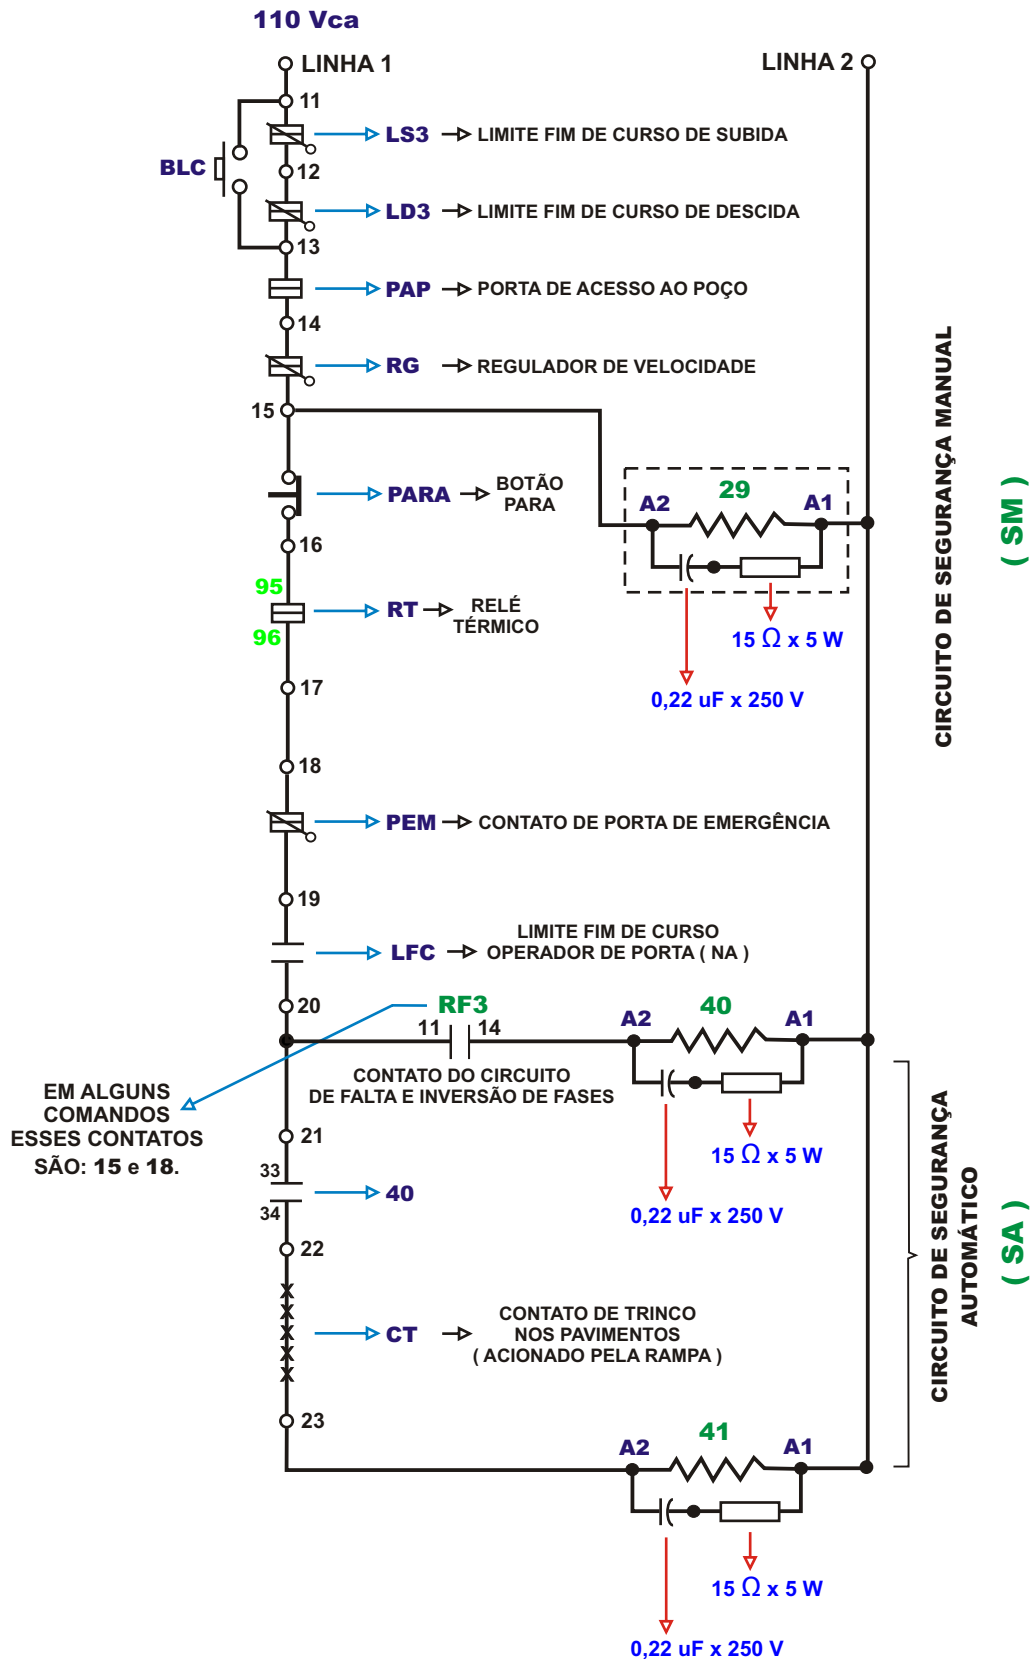 110 Vca
LINHA 1
LINHA 2
11
LS3
LIMITE FIM DE CURSO DE SUBIDA
BLC
12
LD3
LIMITE FIM DE CURSO DE DESCIDA
13
PAP
PORTA DE ACESSO AO POÇO
14
RG
REGULADOR DE VELOCIDADE
15
PARA
BOTÃO
PARA
29
A2
A1
16
95
96
RT
RELÉ
TÉRMICO
15 Ω x 5 W
0,22 uF x 250 V
17
18
CIRCUITO DE SEGURANÇA MANUAL
( SM )
PEM
CONTATO DE PORTA DE EMERGÊNCIA
19
LFC
LIMITE FIM DE CURSO
OPERADOR DE PORTA ( NA )
20
RF3
11
14
40
A2
A1
CONTATO DO CIRCUITO
DE FALTA E INVERSÃO DE FASES
EM ALGUNS
COMANDOS
ESSES CONTATOS
SÃO: 15 e 18.
15 Ω x 5 W
0,22 uF x 250 V
21
33
34
40
22
CT
CONTATO DE TRINCO
NOS PAVIMENTOS
( ACIONADO PELA RAMPA )
23
CIRCUITO DE SEGURANÇA
AUTOMÁTICO
( SA )
41
A2
A1
15 Ω x 5 W
0,22 uF x 250 V